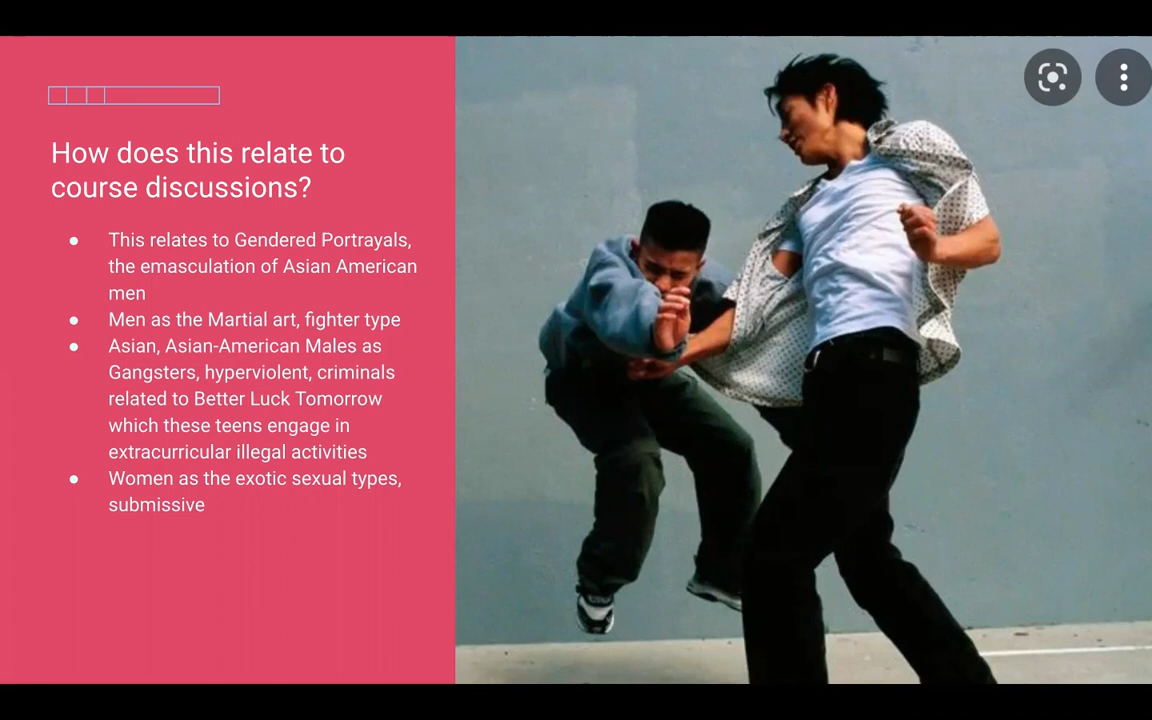 How does this relate to
course discussions?
● This relates to Gendered Portrayals,
the emasculation of Asian American
men
● Men as the Martial art, fighter type
● Asian, Asian-American Males as
Gangsters, hyperviolent, criminals
related to Better Luck Tomorrow
which these teens engage in
extracurricular illegal activities
● Women as the exotic sexual types,
submissive